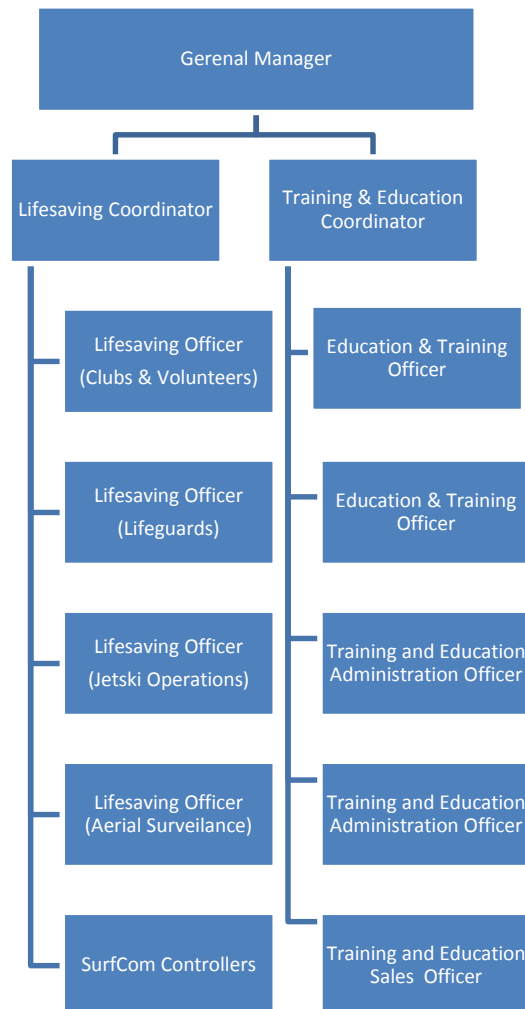 Gerenal Manager
Lifesaving Coordinator
Training & Education
Coordinator
Lifesaving Officer
(Clubs & Volunteers)
Lifesaving Officer
(Lifeguards)
Lifesaving Officer
(Jetski Operations)
Lifesaving Officer
(Aerial Surveilance)
SurfCom Controllers
Education & Training
Officer
Education & Training
Officer
Training and Education
Administration Officer
Training and Education
Administration Officer
Training and Education
Sales Officer